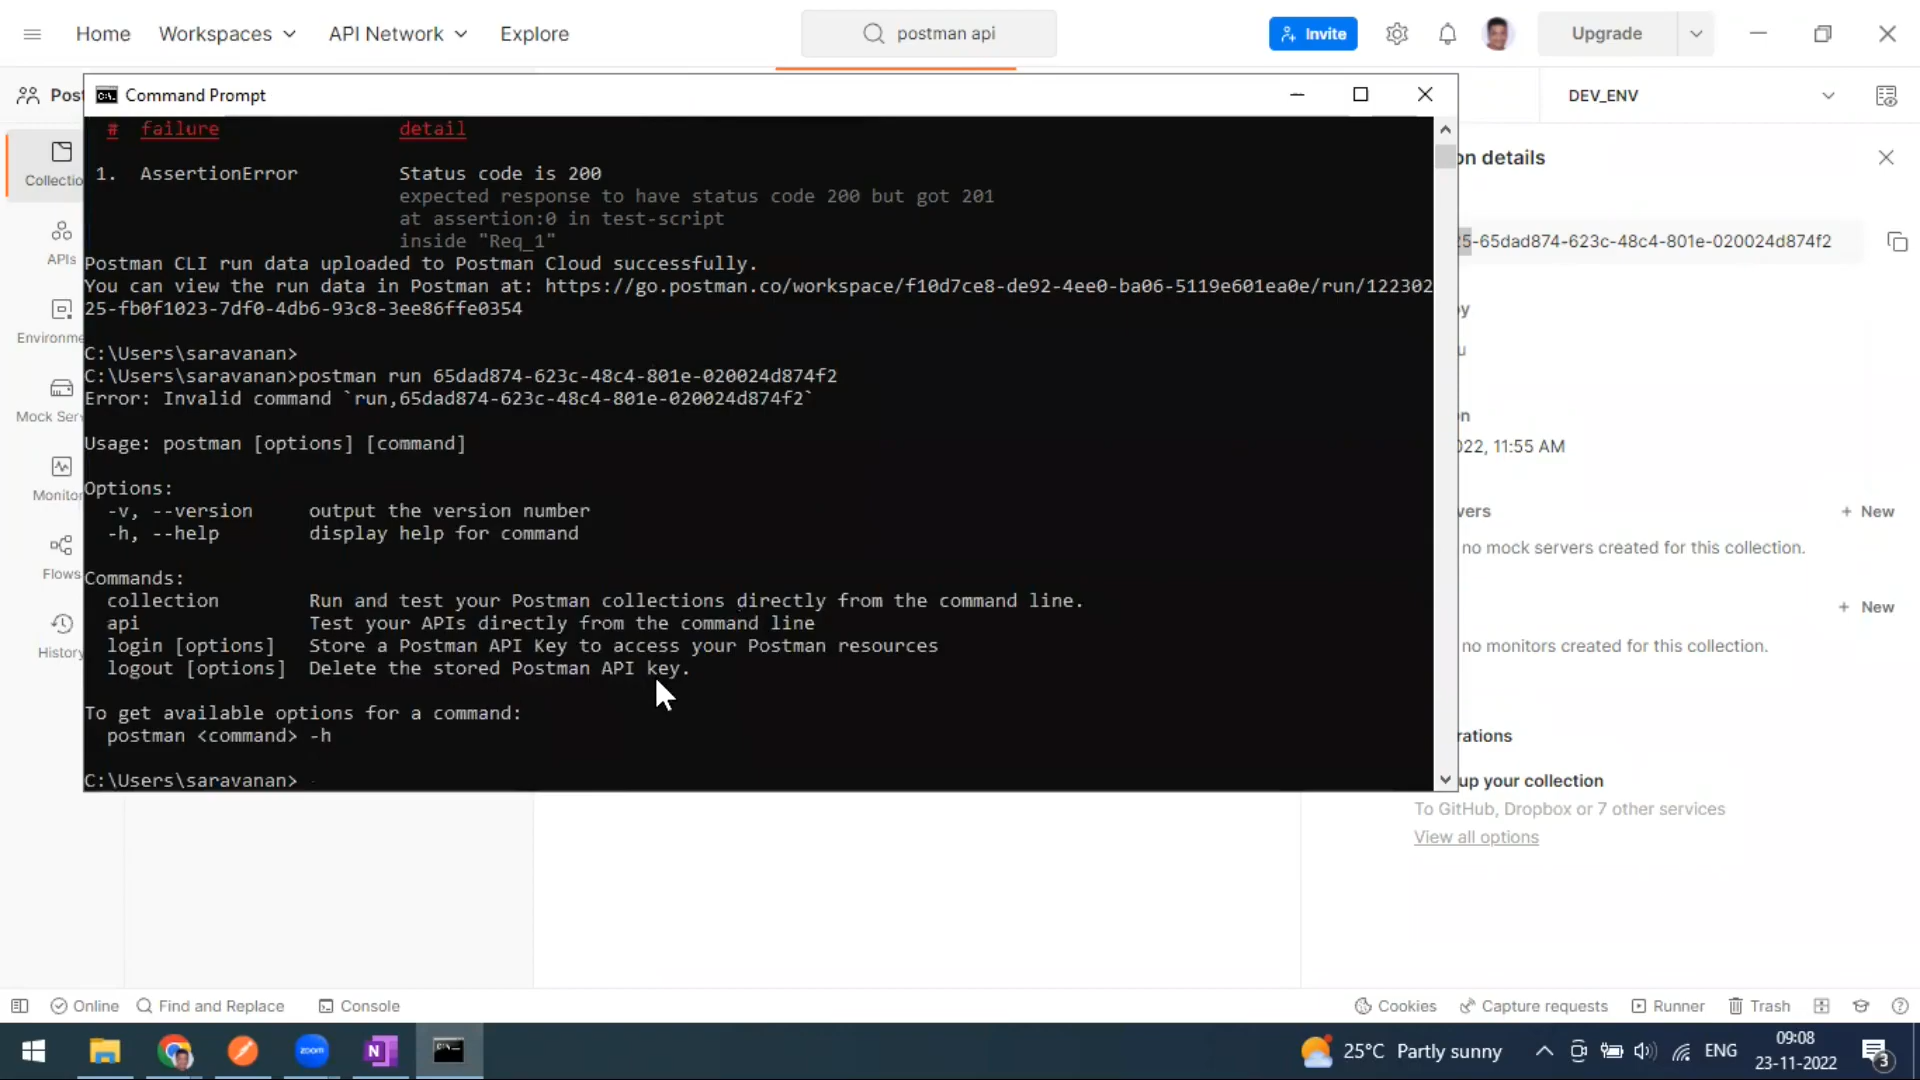 Home
Workspaces
API Network
Explore
postman api
Invite
Upgrade
Post
Command Prompt
DEV_ENV
Collectio
APIs
Environme
Mock Ser
Monitor
Flows
History
# failure detail
1. AssertionError Status code is 200
expected response to have status code 200 but got 201
at assertion:0 in test-script
inside "Req_1"
Postman CLI run data uploaded to Postman Cloud successfully.
You can view the run data in Postman at: https://go.postman.co/workspace/f10d7ce8-de92-4ee0-ba06-5119e601ea0e/run/122302
25-fb0f1023-7df0-4db6-93c8-3ee86ffe0354
C:\Users\saravanan>
C:\Users\saravanan>postman run 65dad874-623c-48c4-801e-020024d874f2
Error: Invalid command `run,65dad874-623c-48c4-801e-020024d874f2`
Usage: postman [options] [command]
Options:
-v, --version output the version number
-h, --help display help for command
Commands:
collection Run and test your Postman collections directly from the command line.
api Test your APIs directly from the command line
login [options] Store a Postman API Key to access your Postman resources
logout [options] Delete the stored Postman API key.
To get available options for a command:
postman <command> -h
C:\Users\saravanan>
on details
25-65dad874-623c-48c4-801e-020024d874f2
by
u
on
022, 11:55 AM
vers
+ New
no mock servers created for this collection.
+ New
no monitors created for this collection.
rations
up your collection
To GitHub, Dropbox or 7 other services
View all options
Online
Find and Replace
Console
Cookies
Capture requests
Runner
Trash
zoom
N
25°C Partly sunny
ENG
09:08
23-11-2022
3